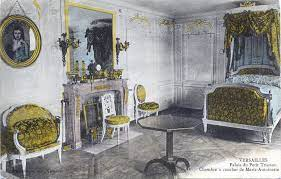 VERSAILLES
Palais du Petit Trianon
Chambre à coucher de Marie-Antoinette